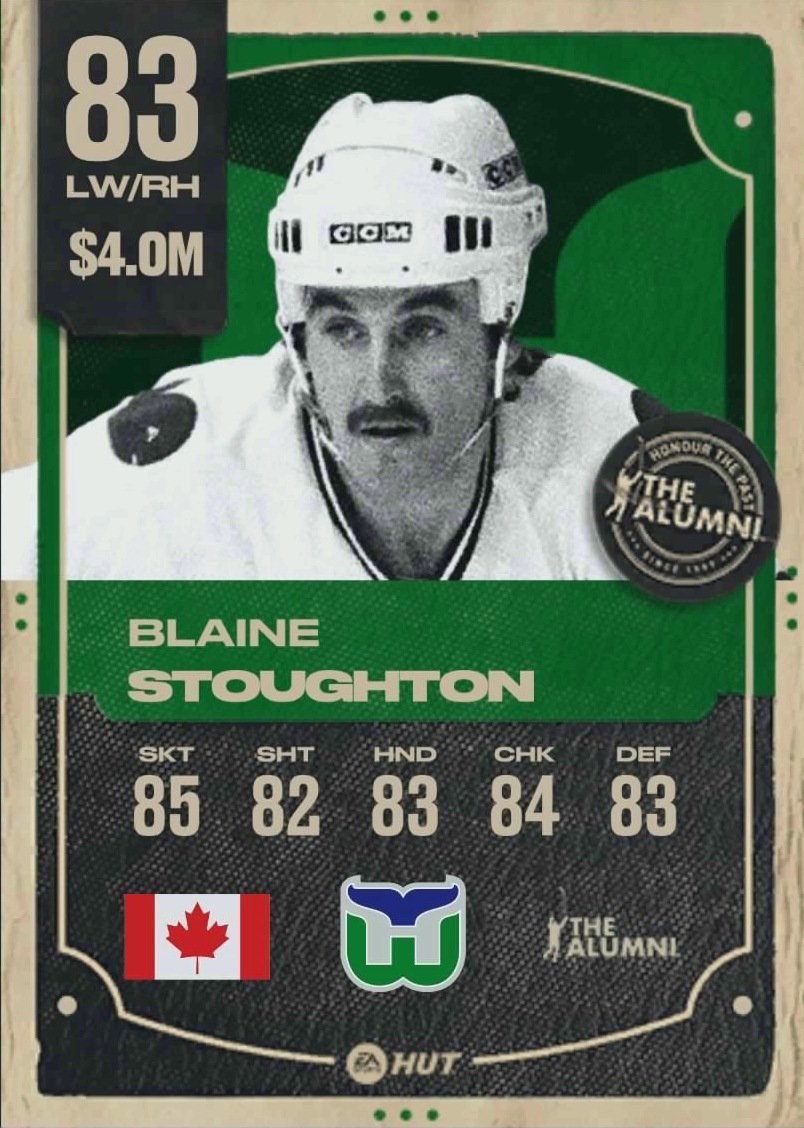 83
LW/RH
$4.0M
CCM
CCM
HONOUR THE PAST
THE
ALUMNI
BLAINE
STOUGHTON
SKT SHT HND CHK DEF
85 82 83 84 83
THE
ALUMNI
EA
HUT